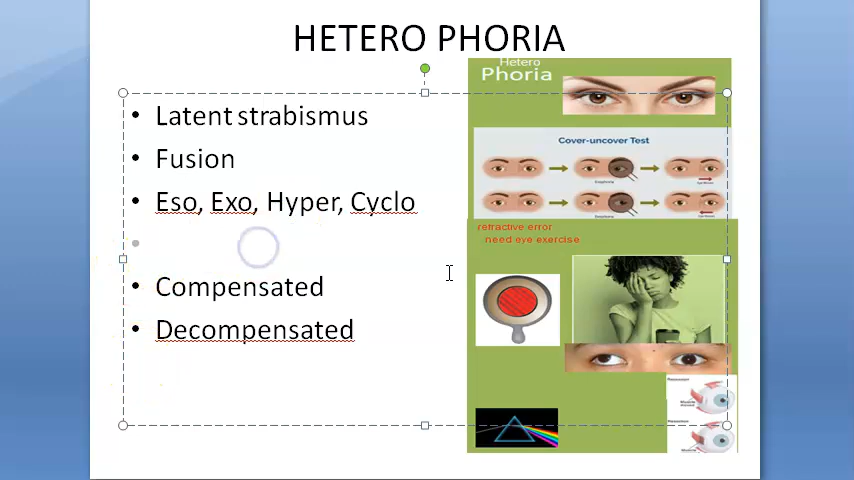 HETERO PHORIA
Hetero
Phoria
Latent strabismus
Fusion
Eso, Exo, Hyper, Cyclo
Compensated
Decompensated
Cover-uncover Test
refractive error
need eye exercise